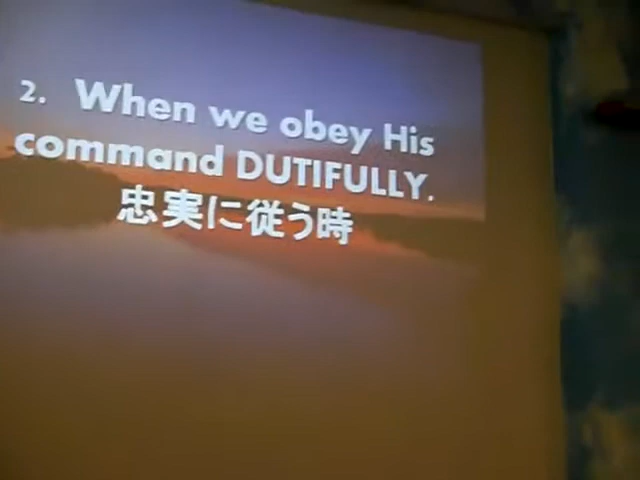 2. When we obey His
command DUTIFULLY.
忠実に従う時